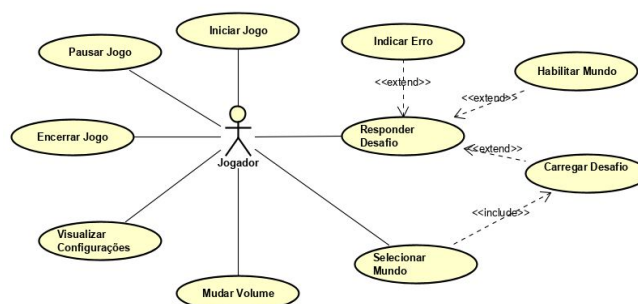 Iniciar Jogo
Indicar Erro
Pausar Jogo
Habilitar Mundo
<<extend>>
<<extend>>
Encerrar Jogo
Responder
Desafio
Jogador
<<extend>>
Carregar Desafio
<<include>>
Visualizar
Configurações
Selecionar
Mundo
Mudar Volume